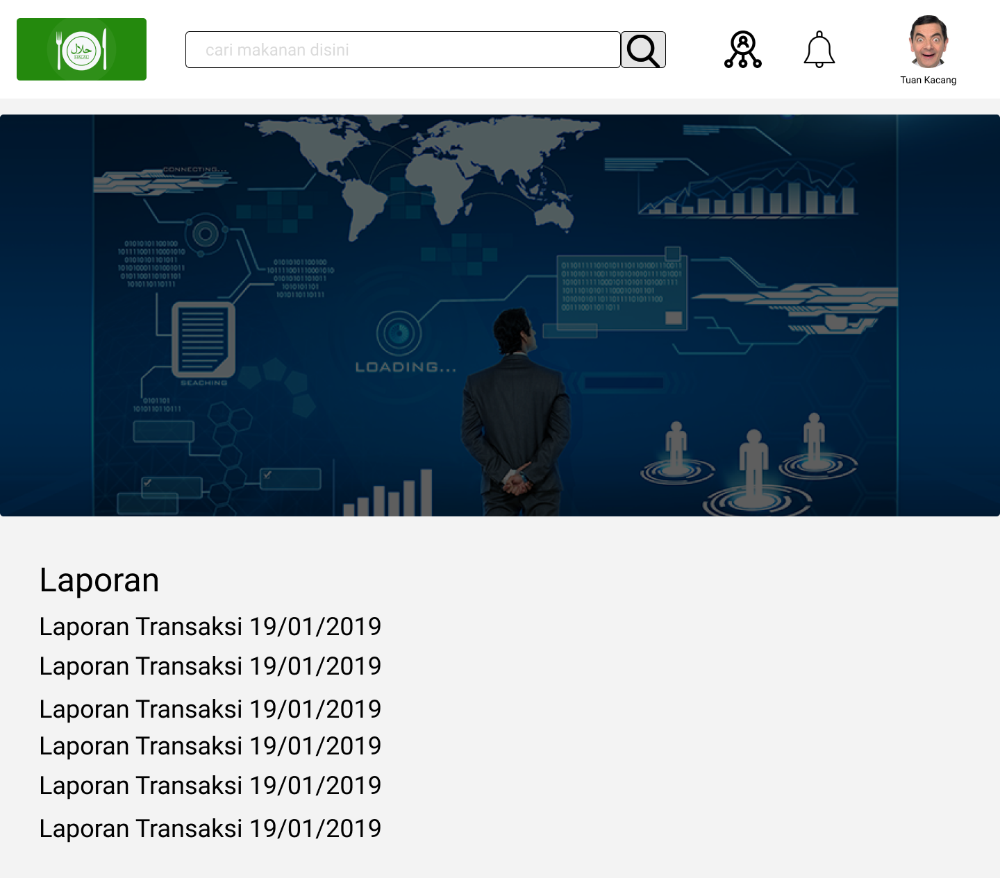 حلال
HALAL
cari makanan disini
Tuan Kacang
CONNECTING...
LOADING...
SEACHING
Laporan
Laporan Transaksi 19/01/2019
Laporan Transaksi 19/01/2019
Laporan Transaksi 19/01/2019
Laporan Transaksi 19/01/2019
Laporan Transaksi 19/01/2019
Laporan Transaksi 19/01/2019